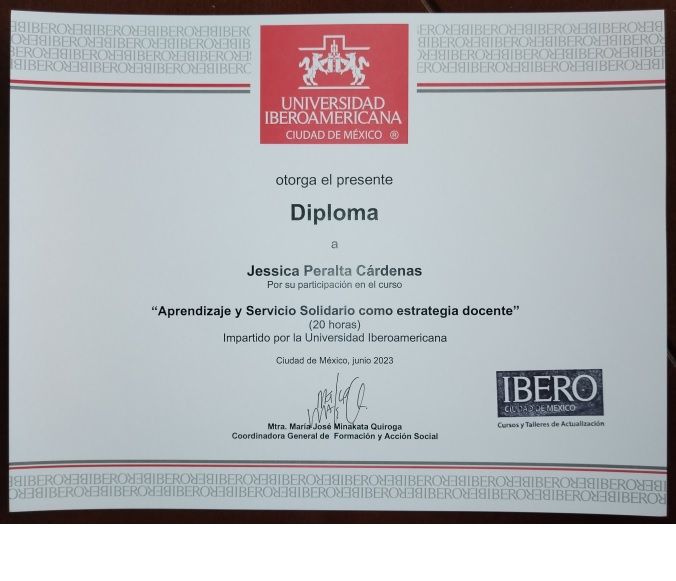 UNIVERSIDAD
IBEROAMERICANA
CIUDAD DE MÉXICO ®
otorga el presente
Diploma
a
Jessica Peralta Cárdenas
Por su participación en el curso
“Aprendizaje y Servicio Solidario como estrategia docente”
(20 horas)
Impartido por la Universidad Iberoamericana
Ciudad de México, junio 2023
Mtra. María José Minakata Quiroga
Coordinadora General de Formación y Acción Social
IBERO
CIUDAD DE MÉXICO
Cursos y Talleres de Actualización